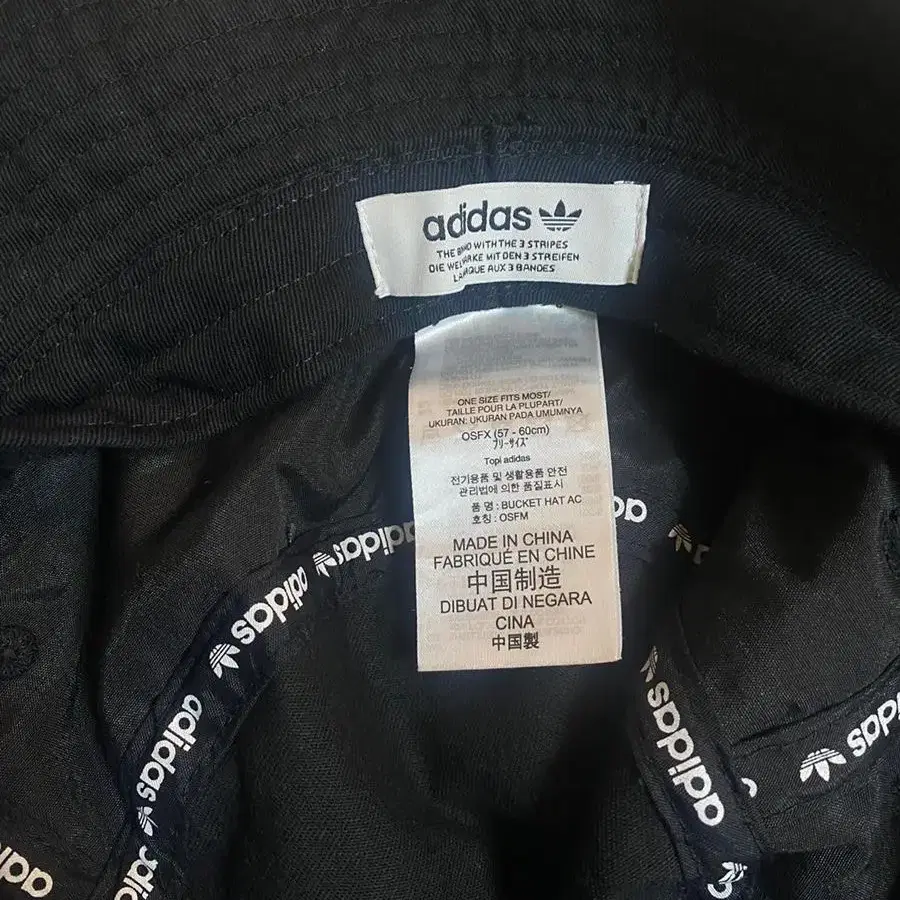 adidas
THE BRAND WITH THE 3 STRIPES
DIE WELTMARKE MIT DEN 3 STREIFEN
LA MARQUE AUX 3 BANDES
ONE SIZE FITS MOST/
TAILLE POUR LA PLUPART/
UKURAN: UKURAN PADA UMUMNYA
OSFX (57 - 60cm)
フリーサイズ
Topi adidas
전기용품 및 생활용품 안전
관리법에 의한 품질표시
품 명 : BUCKET HAT AC
호칭 : OSFM
MADE IN CHINA
FABRIQUÉ EN CHINE
中国制造
DIBUAT DI NEGARA
CINA
中国製
adidas
adidas
adidas
adidas
adidas